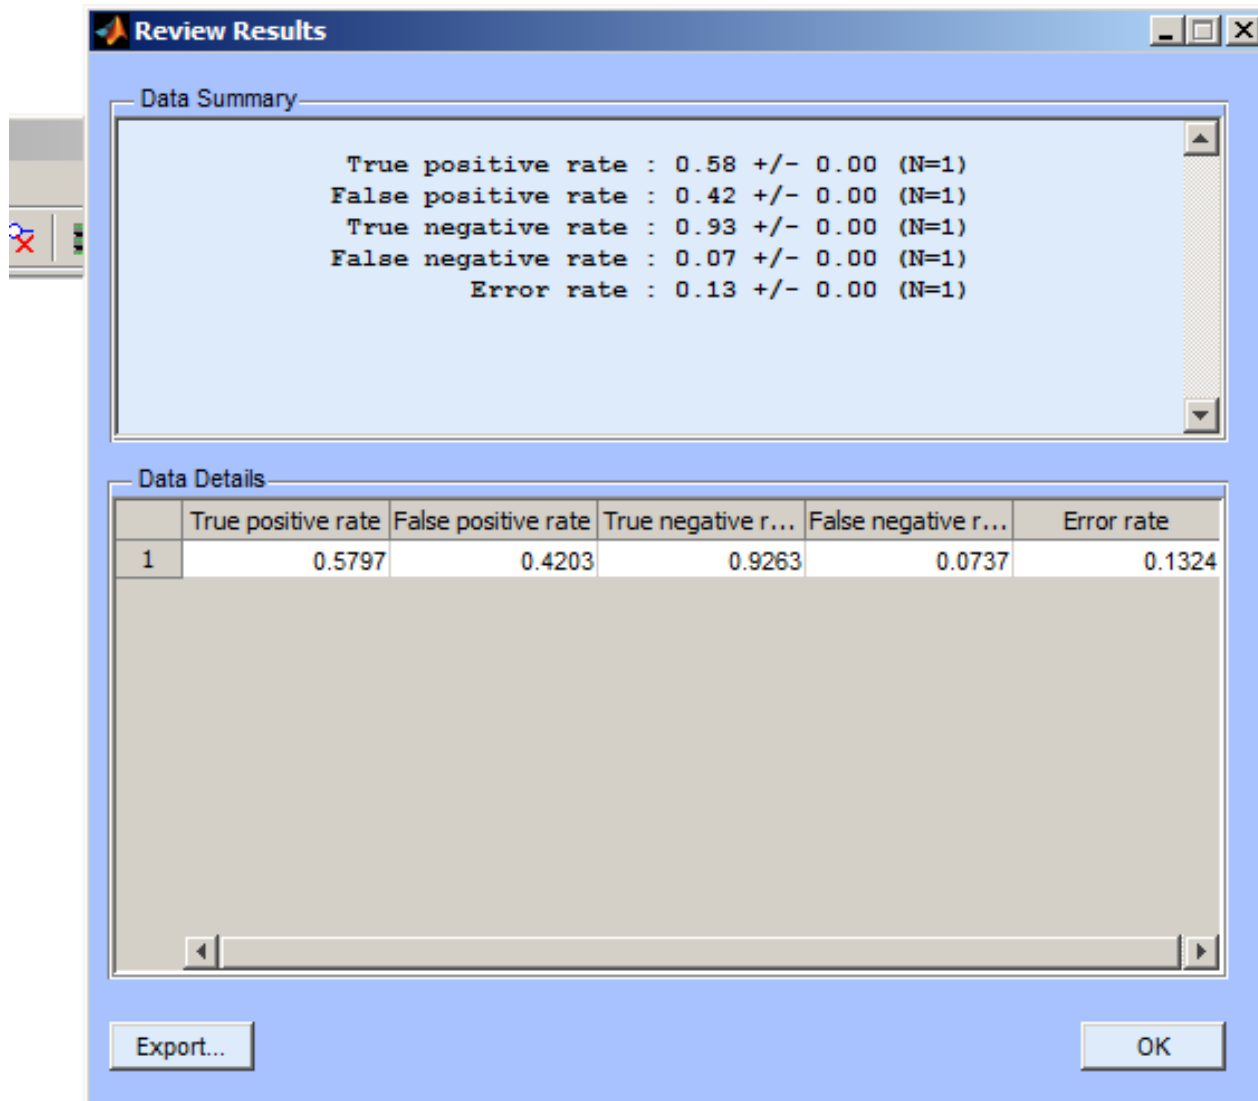 Review Results
Data Summary
True positive rate : 0.58 +/- 0.00 (N=1)
False positive rate : 0.42 +/- 0.00 (N=1)
True negative rate : 0.93 +/- 0.00 (N=1)
False negative rate : 0.07 +/- 0.00 (N=1)
Error rate : 0.13 +/- 0.00 (N=1)
Data Details
True positive rate False positive rate True negative r... False negative r... Error rate
1 0.5797 0.4203 0.9263 0.0737 0.1324
Export... OK